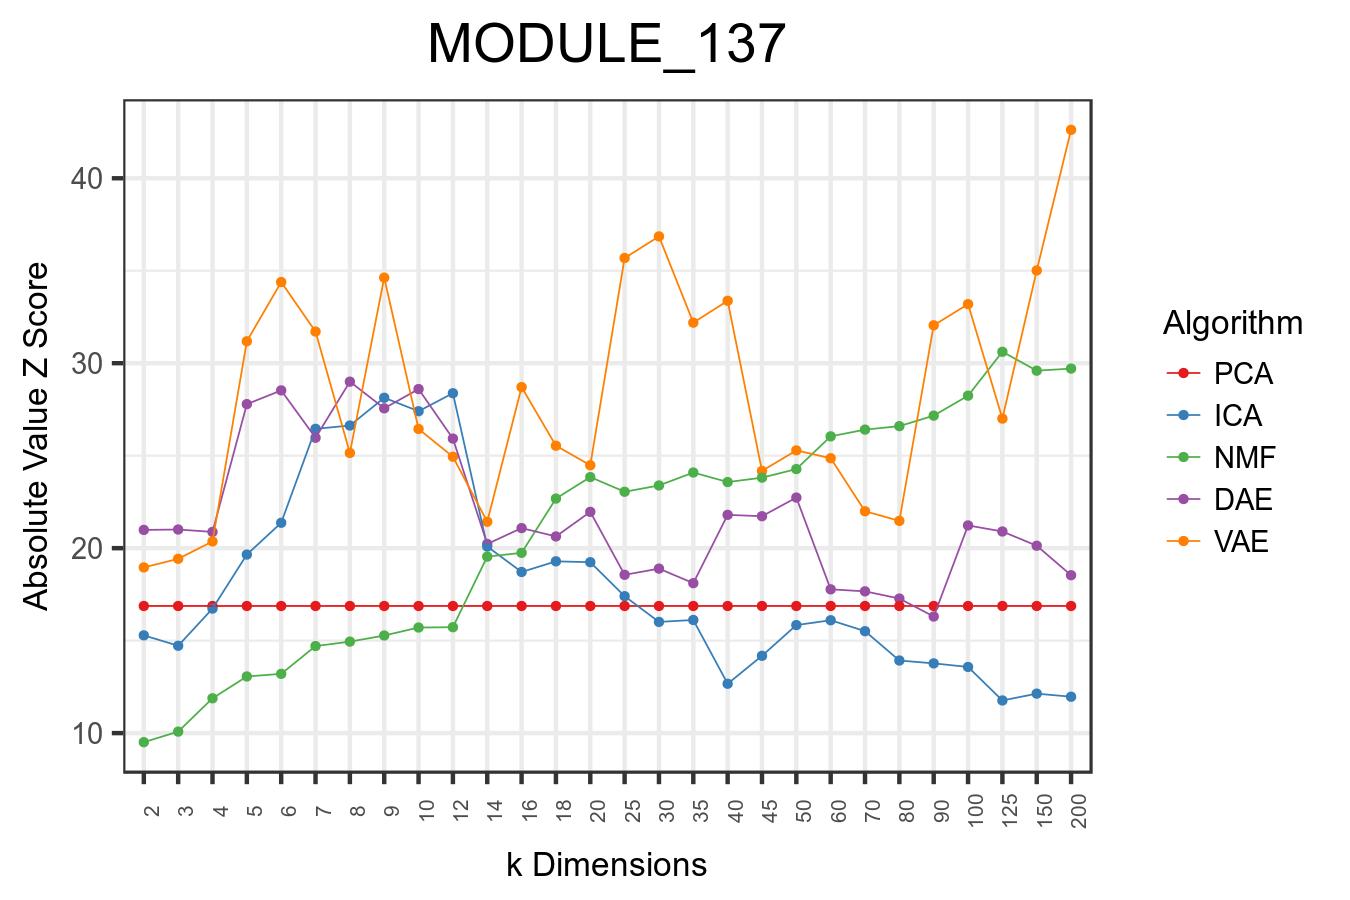 MODULE_137
Absolute Value Z Score
40
30
20
10
2 3 4 5 6 7 8 9 10 12 14 16 18 20 25 30 35 40 45 50 60 70 80 90 100 125 150 200
k Dimensions
Algorithm
PCA
ICA
NMF
DAE
VAE